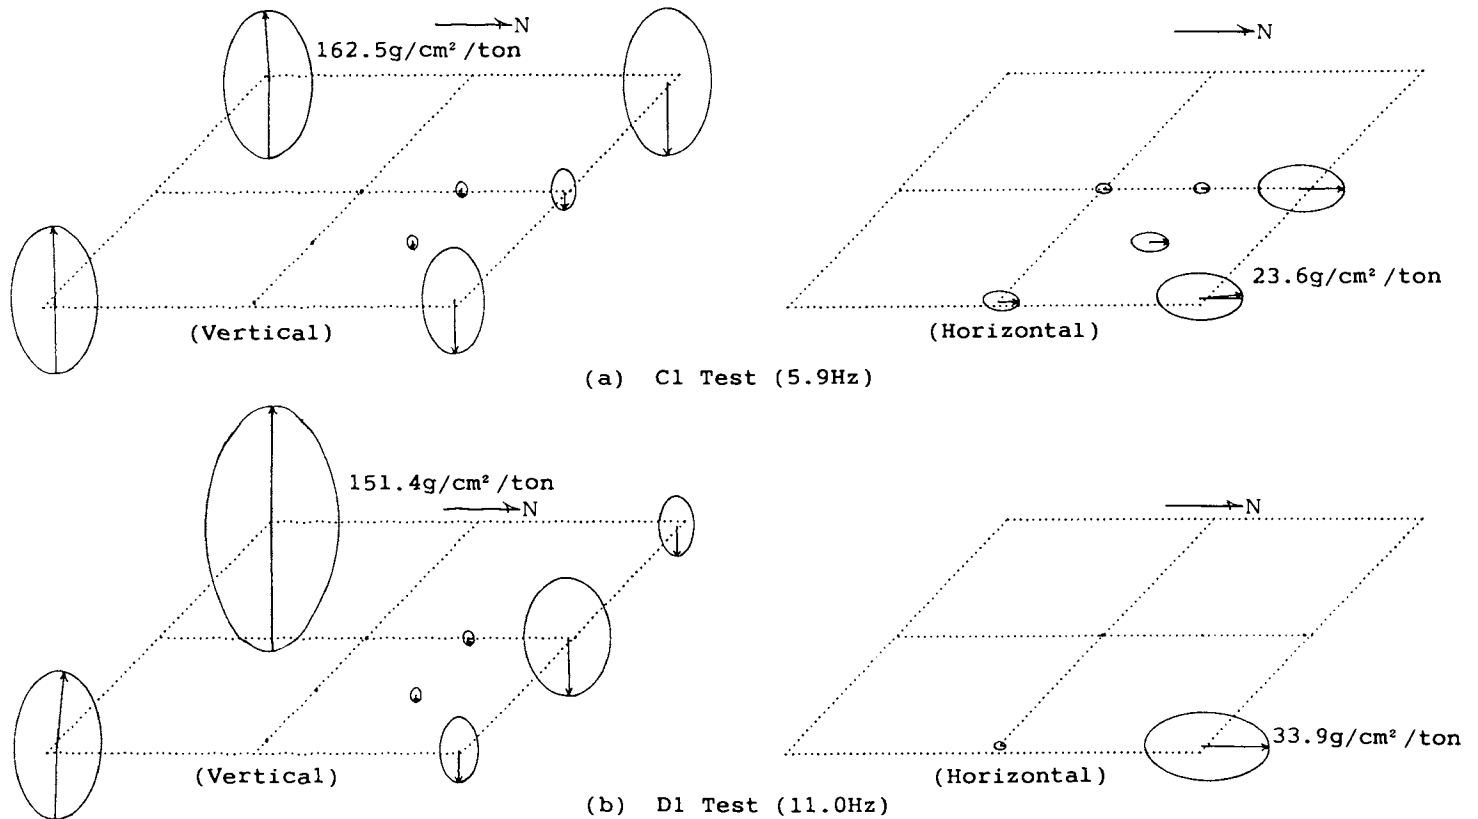 N
162.5g/cm²/ton
N
23.6g/cm²/ton
(Vertical)
(Horizontal)
(a) C1 Test (5.9Hz)
151.4g/cm²/ton
N
N
33.9g/cm²/ton
(Vertical)
(Horizontal)
(b) D1 Test (11.0Hz)